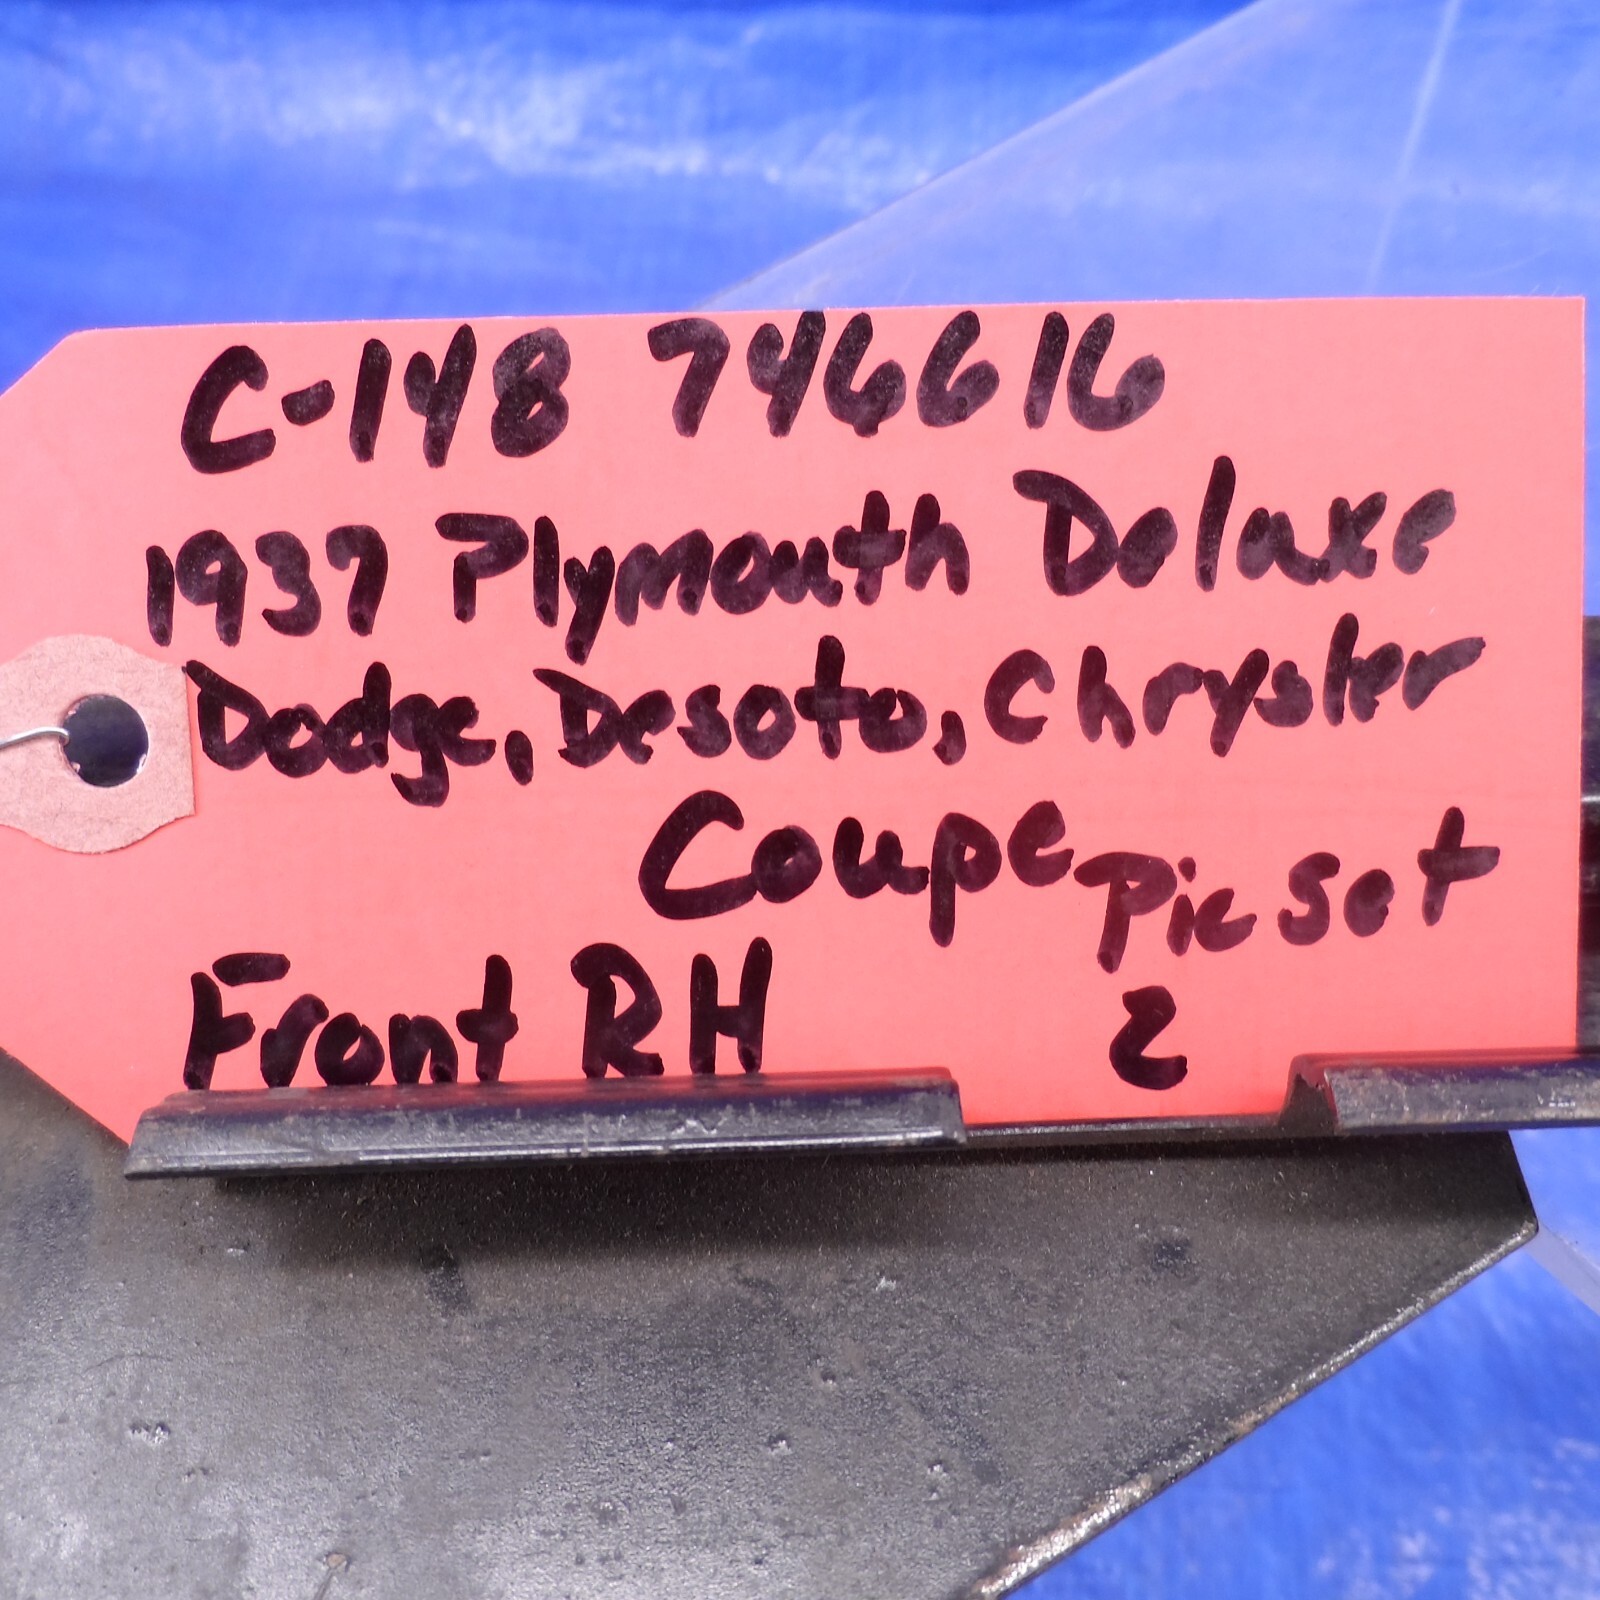 C-148 746616
1937 Plymouth Deluxe
Dodge, Desoto, Chrysler
Coupe
Pic set
Front RH 2